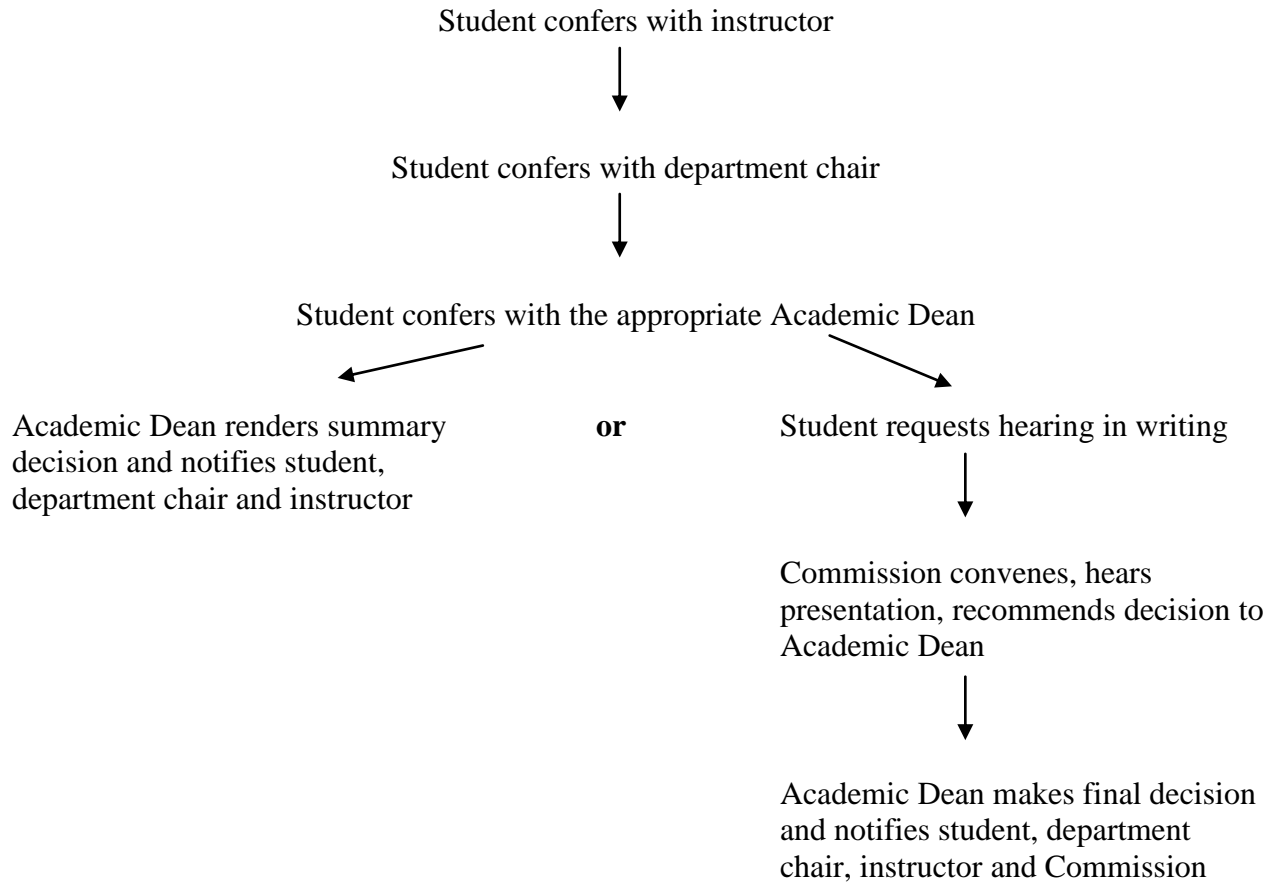 Student confers with instructor
Student confers with department chair
Student confers with the appropriate Academic Dean
Academic Dean renders summary
decision and notifies student,
department chair and instructor
or
Student requests hearing in writing
Commission convenes, hears
presentation, recommends decision to
Academic Dean
Academic Dean makes final decision
and notifies student, department
chair, instructor and Commission